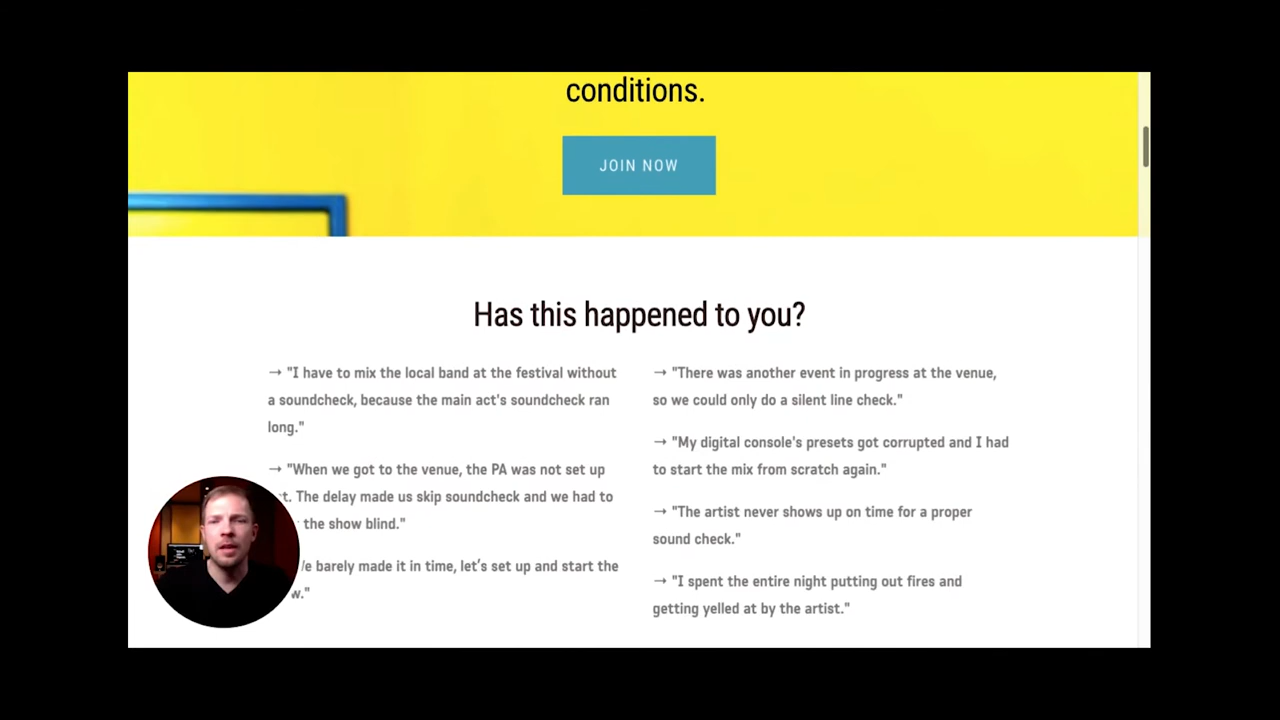 conditions.
JOIN NOW
Has this happened to you?
→ "I have to mix the local band at the festival without
a soundcheck, because the main act's soundcheck ran
long."
→ "When we got to the venue, the PA was not set up
The delay made us skip soundcheck and we had to
the show blind."
barely made it in time, let's set up and start the
→ "There was another event in progress at the venue,
so we could only do a silent line check."
→ "My digital console's presets got corrupted and I had
to start the mix from scratch again."
→ "The artist never shows up on time for a proper
sound check."
→ "I spent the entire night putting out fires and
getting yelled at by the artist."